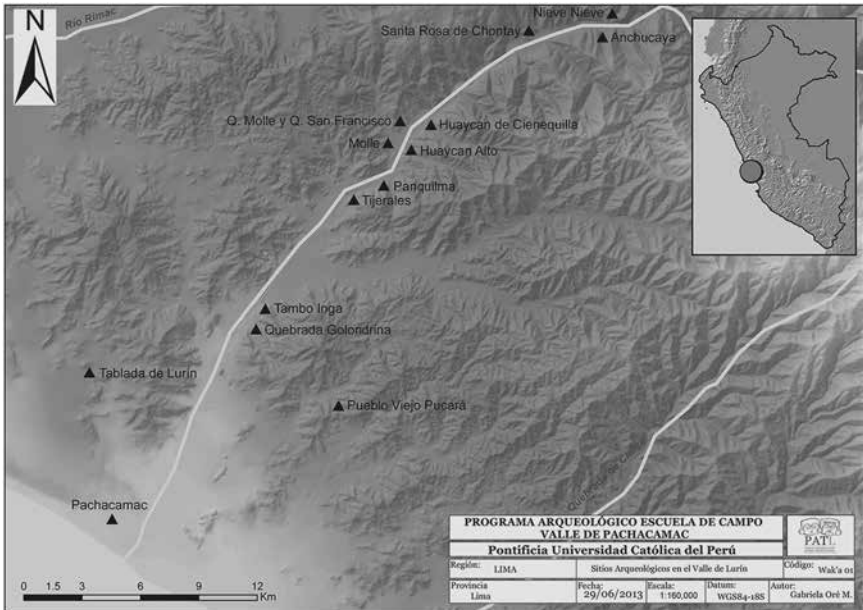 Río Rimac
N
Nieve Nieve
Santa Rosa de Chontay
Anchucaya
Q. Molle y Q. San Francisco
Huaycan de Cienequilla
Molle
Huaycan Alto
Panquilma
Tijerales
Tambo Inga
Quebrada Golondrina
Tablada de Lurín
Pueblo Viejo Pucará
Pachacamac
0 1.5 3 6 9 12 Km
PROGRAMA ARQUEOLÓGICO ESCUELA DE CAMPO
VALLE DE PACHACAMAC
Pontificia Universidad Católica del Perú
PATL
Región: LIMA
Sitios Arqueológicos en el Valle de Lurín
Código: Wak'a 01
Provincia Lima
Fecha: 29/06/2013
Escala: 1:160,000
Datum: WGS84-18S
Autor: Gabriela Oré M.